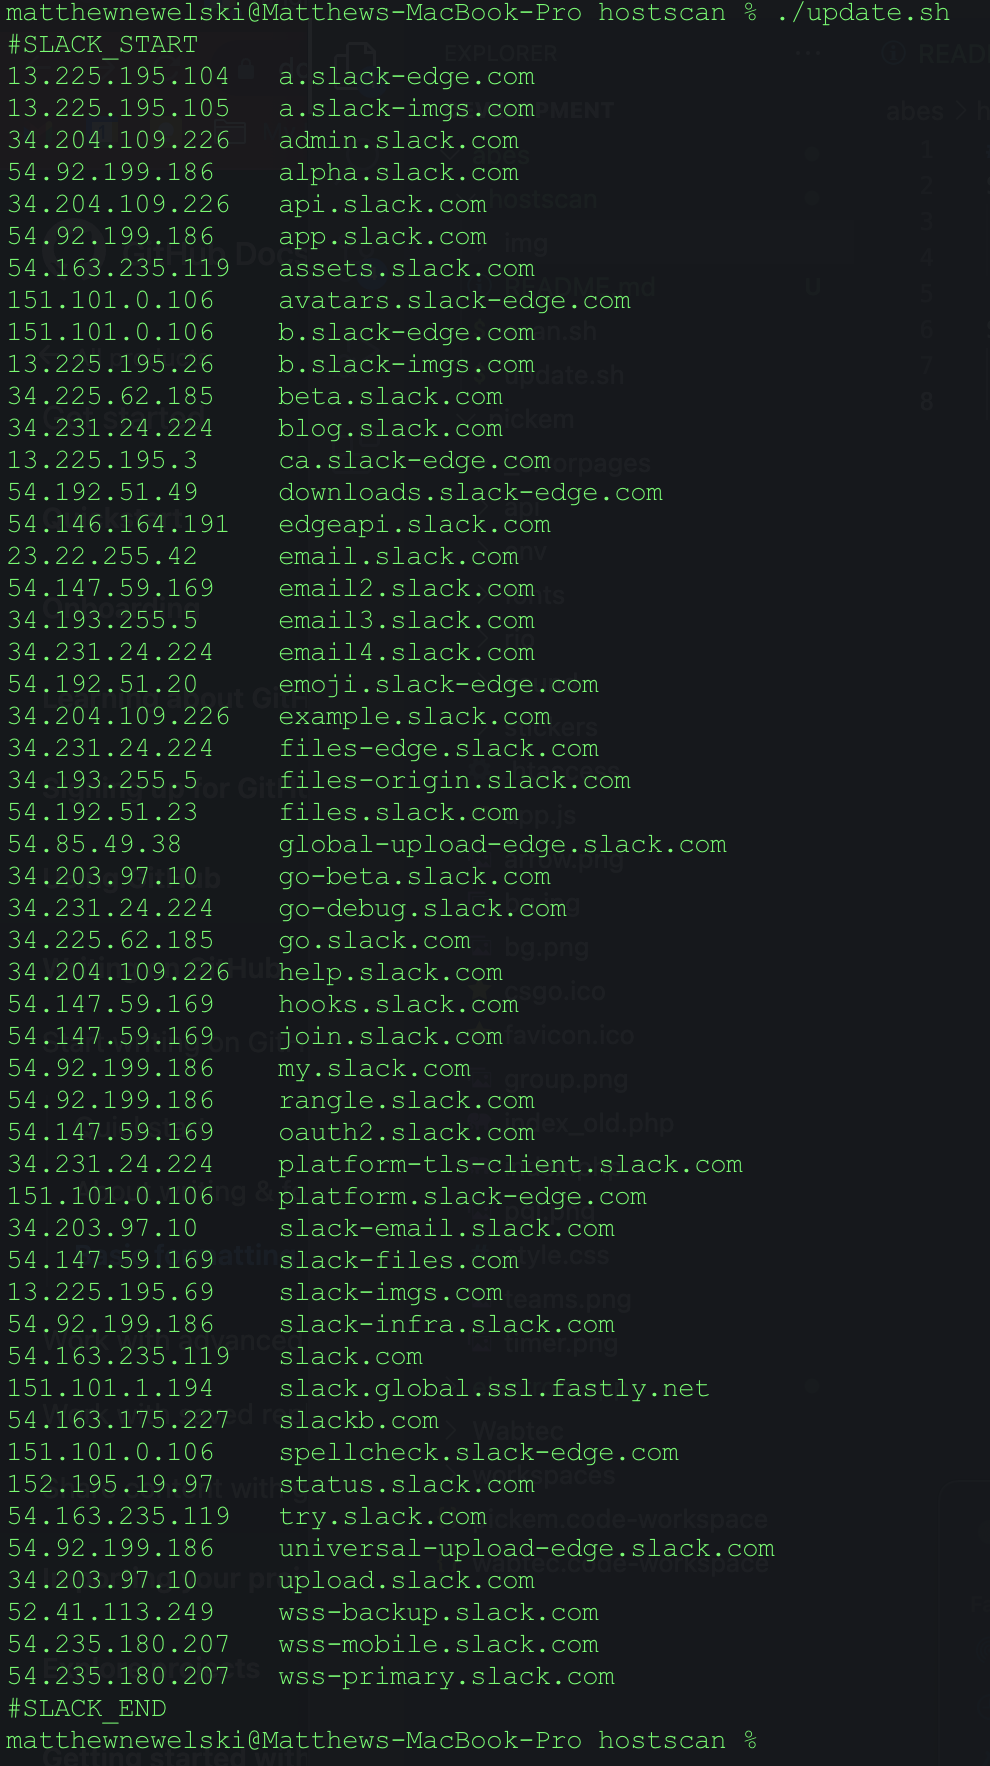 matthewnewelski@Matthews-MacBook-Pro hostscan % ./update.sh
#SLACK_START
13.225.195.104   a.slack-edge.com
13.225.195.105   a.slack-imgs.com
34.204.109.226   admin.slack.com
54.92.199.186    alpha.slack.com
34.204.109.226   api.slack.com
54.92.199.186    app.slack.com
54.163.235.119   assets.slack.com
151.101.0.106    avatars.slack-edge.com
151.101.0.106    b.slack-edge.com
13.225.195.26    b.slack-imgs.com
34.225.62.185    beta.slack.com
34.231.24.224    blog.slack.com
13.225.195.3     ca.slack-edge.com
54.192.51.49     downloads.slack-edge.com
54.146.164.191   edgeapi.slack.com
23.22.255.42     email.slack.com
54.147.59.169    email2.slack.com
34.193.255.5     email3.slack.com
34.231.24.224    email4.slack.com
54.192.51.20     emoji.slack-edge.com
34.204.109.226   example.slack.com
34.231.24.224    files-edge.slack.com
34.193.255.5     files-origin.slack.com
54.192.51.23     files.slack.com
54.85.49.38      global-upload-edge.slack.com
34.203.97.10     go-beta.slack.com
34.231.24.224    go-debug.slack.com
34.225.62.185    go.slack.com
34.204.109.226   help.slack.com
54.147.59.169    hooks.slack.com
54.147.59.169    join.slack.com
54.92.199.186    my.slack.com
54.92.199.186    rangle.slack.com
54.147.59.169    oauth2.slack.com
34.231.24.224    platform-tls-client.slack.com
151.101.0.106    platform.slack-edge.com
34.203.97.10     slack-email.slack.com
54.147.59.169    slack-files.com
13.225.195.69    slack-imgs.com
54.92.199.186    slack-infra.slack.com
54.163.235.119   slack.com
151.101.1.194    slack.global.ssl.fastly.net
54.163.175.227   slackb.com
151.101.0.106    spellcheck.slack-edge.com
152.195.19.97    status.slack.com
54.163.235.119   try.slack.com
54.92.199.186    universal-upload-edge.slack.com
34.203.97.10     upload.slack.com
52.41.113.249    wss-backup.slack.com
54.235.180.207   wss-mobile.slack.com
54.235.180.207   wss-primary.slack.com
#SLACK_END
matthewnewelski@Matthews-MacBook-Pro hostscan %